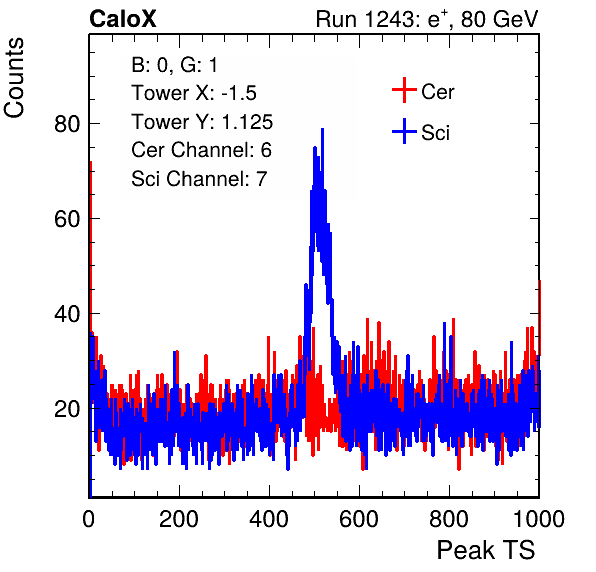 CaloX Run 1243: e⁺, 80 GeV
Counts
B: 0, G: 1
Tower X: -1.5
Tower Y: 1.125
Cer Channel: 6
Sci Channel: 7
Cer
Sci
80
60
40
20
0 200 400 600 800 1000
Peak TS